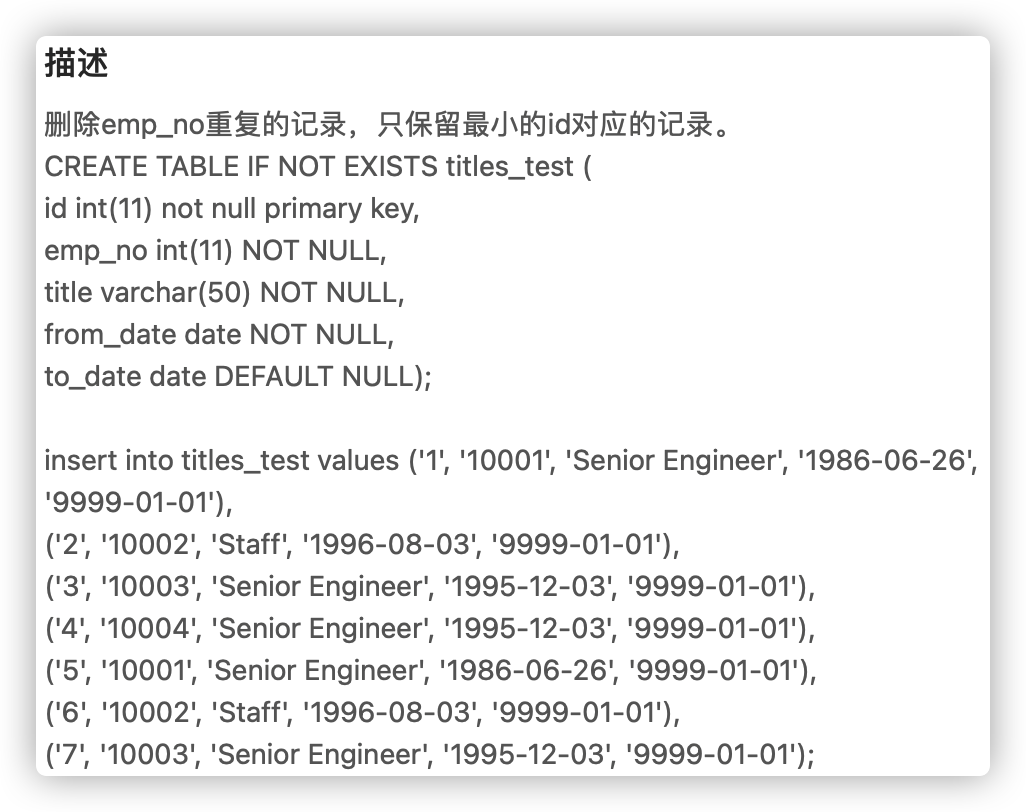 描述
删除emp_no重复的记录，只保留最小的id对应的记录。
CREATE TABLE IF NOT EXISTS titles_test (
id int(11) not null primary key,
emp_no int(11) NOT NULL,
title varchar(50) NOT NULL,
from_date date NOT NULL,
to_date date DEFAULT NULL);
insert into titles_test values ('1', '10001', 'Senior Engineer', '1986-06-26',
'9999-01-01'),
('2', '10002', 'Staff', '1996-08-03', '9999-01-01'),
('3', '10003', 'Senior Engineer', '1995-12-03', '9999-01-01'),
('4', '10004', 'Senior Engineer', '1995-12-03', '9999-01-01'),
('5', '10001', 'Senior Engineer', '1986-06-26', '9999-01-01'),
('6', '10002', 'Staff', '1996-08-03', '9999-01-01'),
('7', '10003', 'Senior Engineer', '1995-12-03', '9999-01-01');